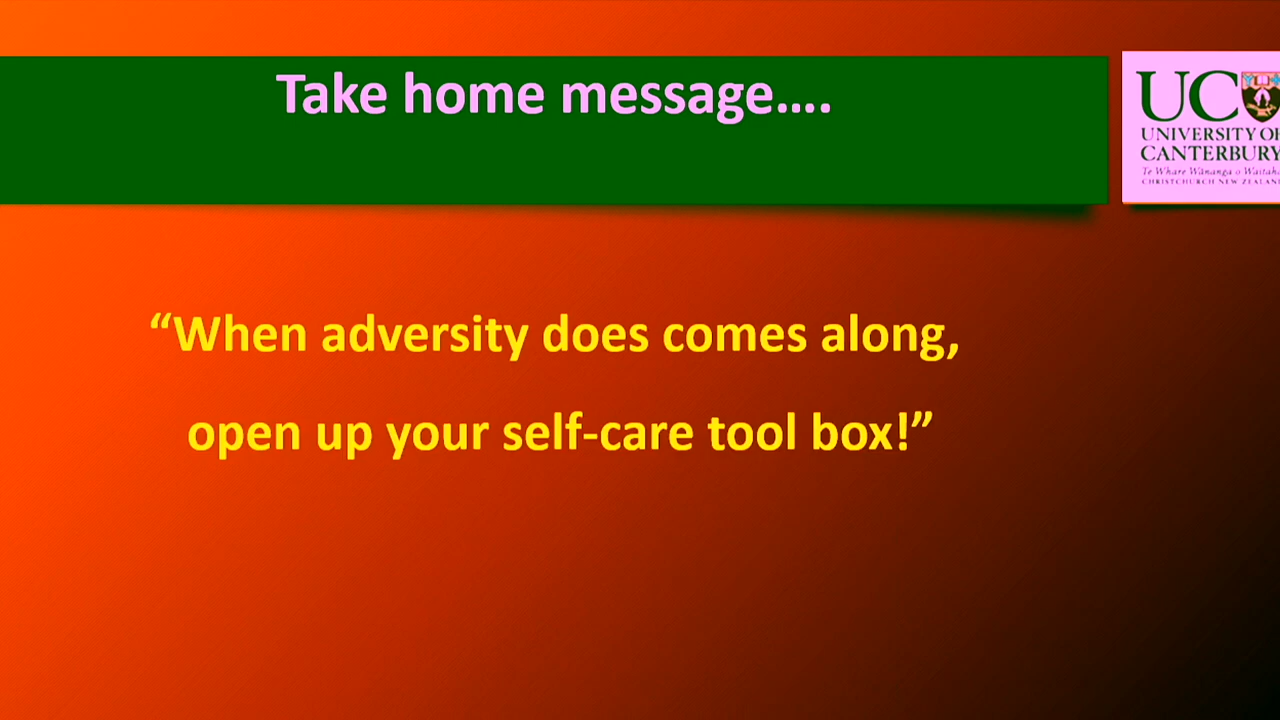 Take home message....
UC
UNIVERSITY OF
CANTERBURY
Te Whare Wānanga o
CHRISTCHURCH NEW ZEALAND
“When adversity does comes along,
open up your self-care tool box!”